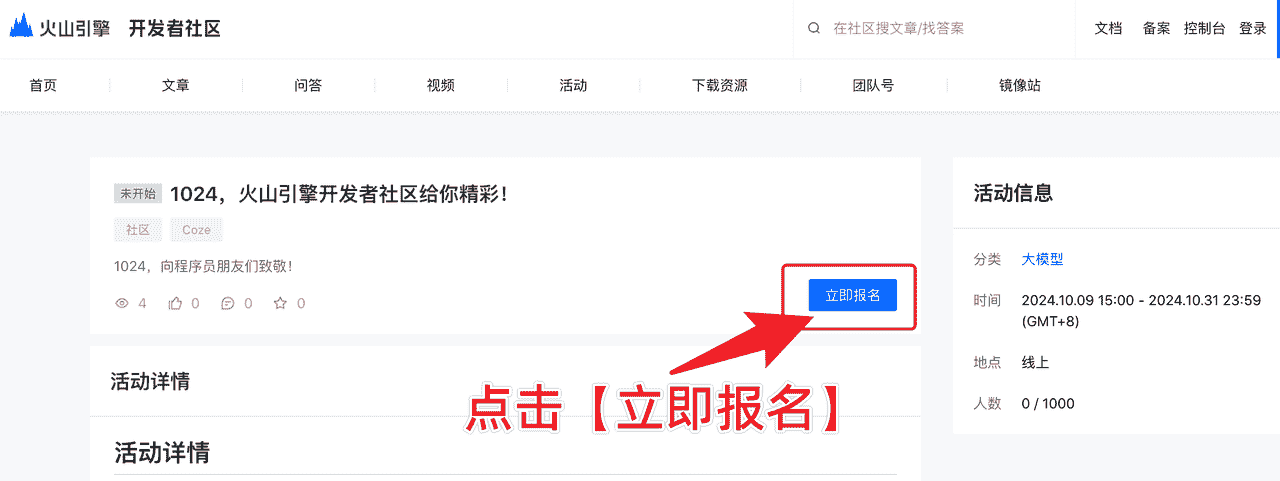 火山引擎 开发者社区 在社区搜文章/找答案 文档 备案 控制台 登录
首页 文章 问答 视频 活动 下载资源 团队号 镜像站
未开始 1024，火山引擎开发者社区给你精彩！
社区 Coze
1024，向程序员朋友们致敬！
4 0 0 0
立即报名
点击【立即报名】
活动详情
活动详情
活动信息
分类 大模型
时间 2024.10.09 15:00 - 2024.10.31 23:59
(GMT+8)
地点 线上
人数 0 / 1000